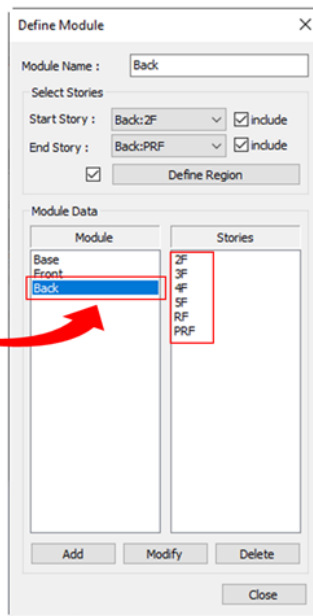 Define Module
Module Name : Back
Select Stories
Start Story : Back:2F include
End Story : Back:PRF include
Define Region
Module Data
Module Stories
Base
Front
Back
2F
3F
4F
5F
RF
PRF
Add Modify Delete
Close